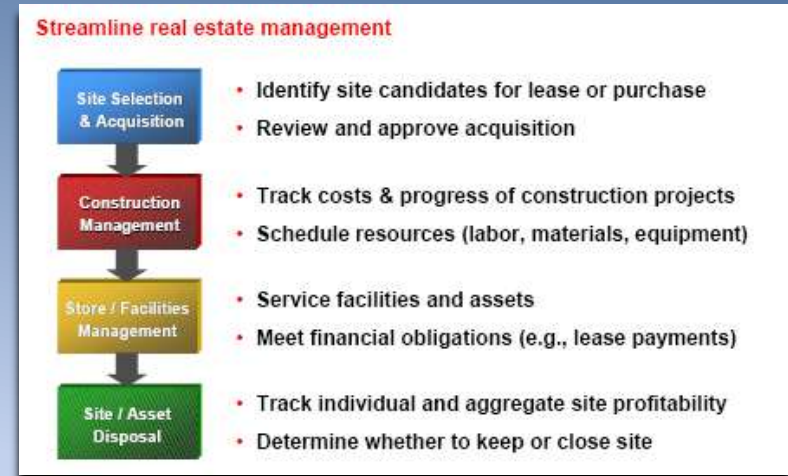 Streamline real estate management
Site Selection
& Acquisition
• Identify site candidates for lease or purchase
• Review and approve acquisition
Construction
Management
• Track costs & progress of construction projects
• Schedule resources (labor, materials, equipment)
Store / Facilities
Management
• Service facilities and assets
• Meet financial obligations (e.g., lease payments)
Site / Asset
Disposal
• Track individual and aggregate site profitability
• Determine whether to keep or close site